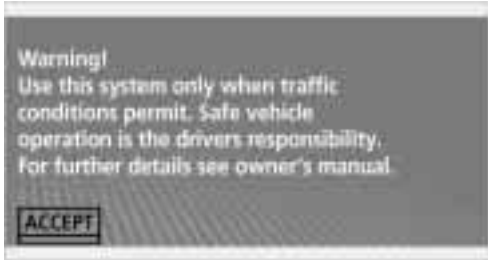 Warning!
Use this system only when traffic
conditions permit. Safe vehicle
operation is the drivers responsibility.
For further details see owner's manual.
ACCEPT